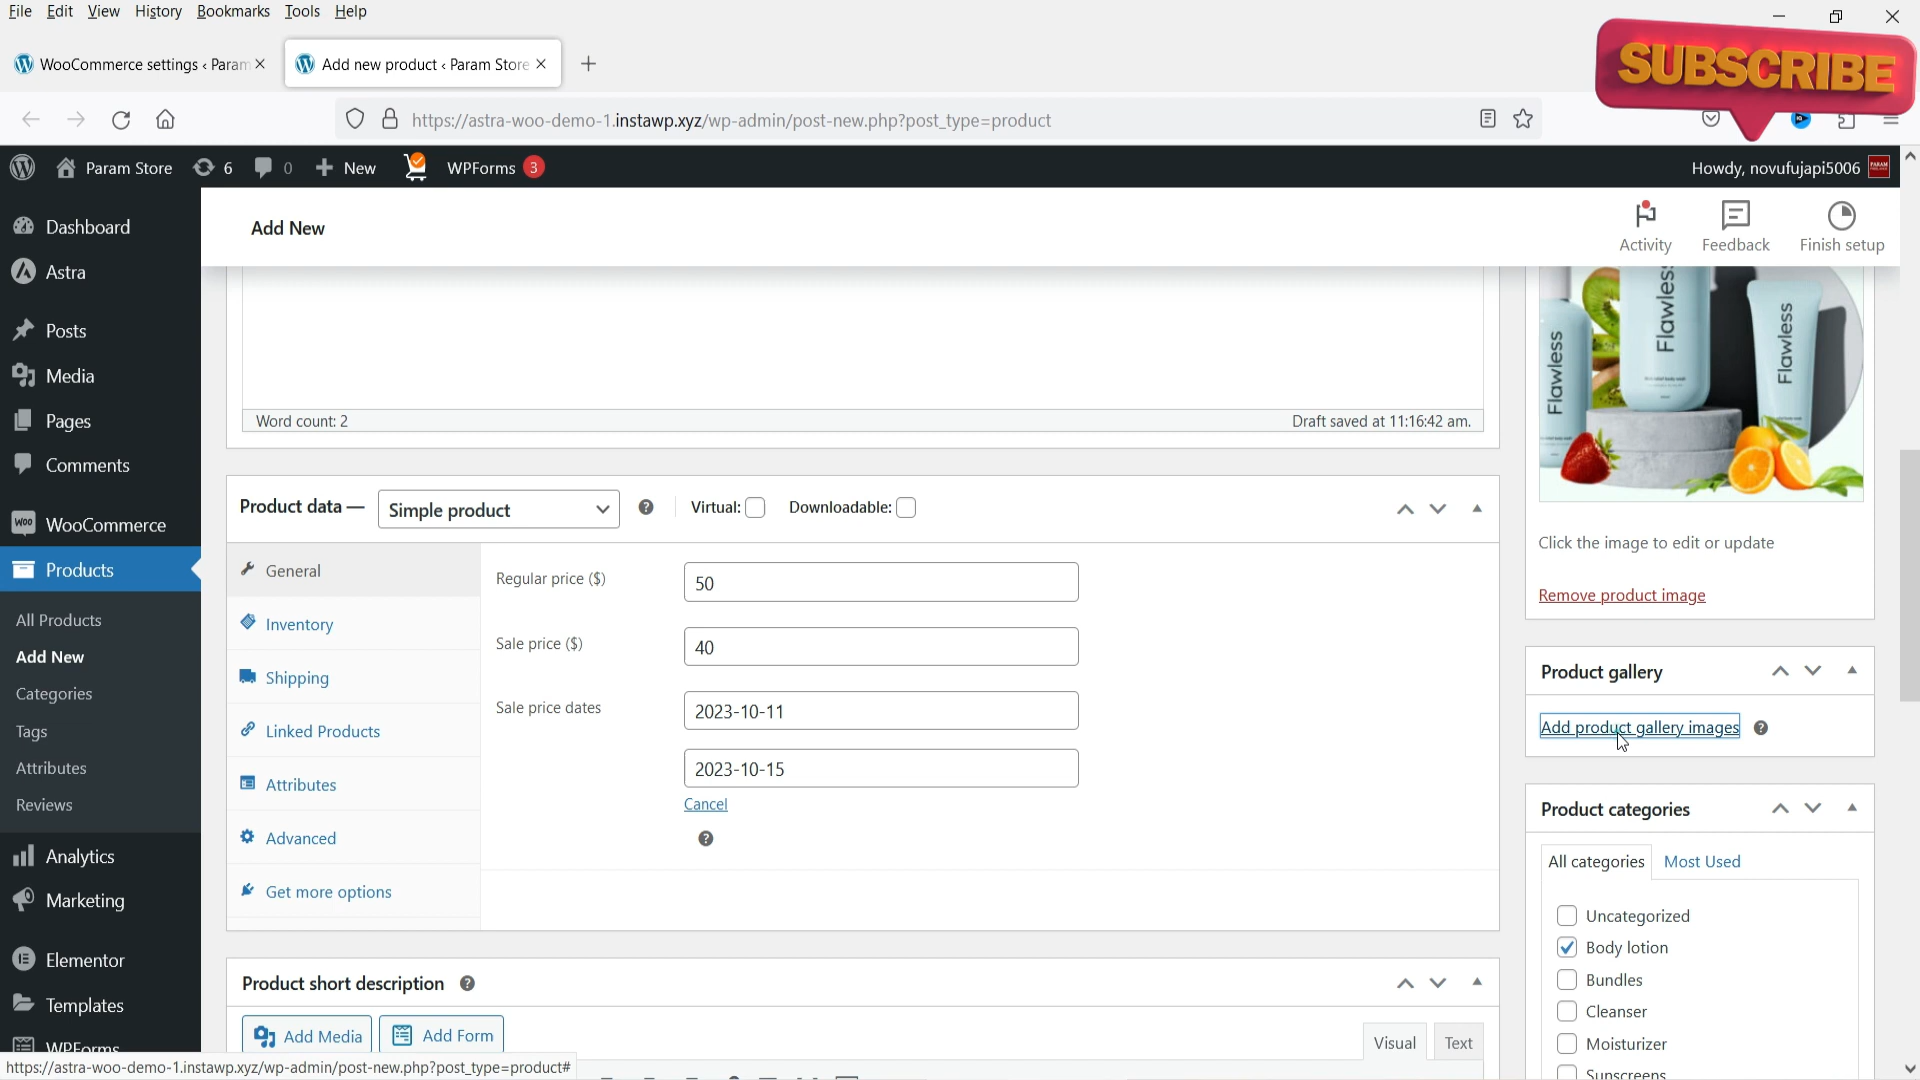 File Edit View History Bookmarks Tools Help
WooCommerce settings ‹ Param
Add new product ‹ Param Store
SUBSCRIBE
https://astra-woo-demo-1.instawp.xyz/wp-admin/post-new.php?post_type=product
Param Store 6 0 New WPForms 3
Howdy, novufujapi5006
PARAM
Dashboard
Astra
Posts
Media
Pages
Comments
WooCommerce
Products
All Products
Add New
Categories
Tags
Attributes
Reviews
Analytics
Marketing
Elementor
Templates
WPForms
Add New
Activity
Feedback
Finish setup
Word count: 2
Draft saved at 11:16:42 am.
Product data —
Simple product
Virtual:
Downloadable:
General
Inventory
Shipping
Linked Products
Attributes
Advanced
Get more options
Regular price ($)
50
Sale price ($)
40
Sale price dates
2023-10-11
2023-10-15
Cancel
Product short description
Add Media
Add Form
Visual
Text
Flawless
Flawless
Flawless
Click the image to edit or update
Remove product image
Product gallery
Add product gallery images
Product categories
All categories
Most Used
Uncategorized
Body lotion
Bundles
Cleanser
Moisturizer
Sunscreens
https://astra-woo-demo-1.instawp.xyz/wp-admin/post-new.php?post_type=product#